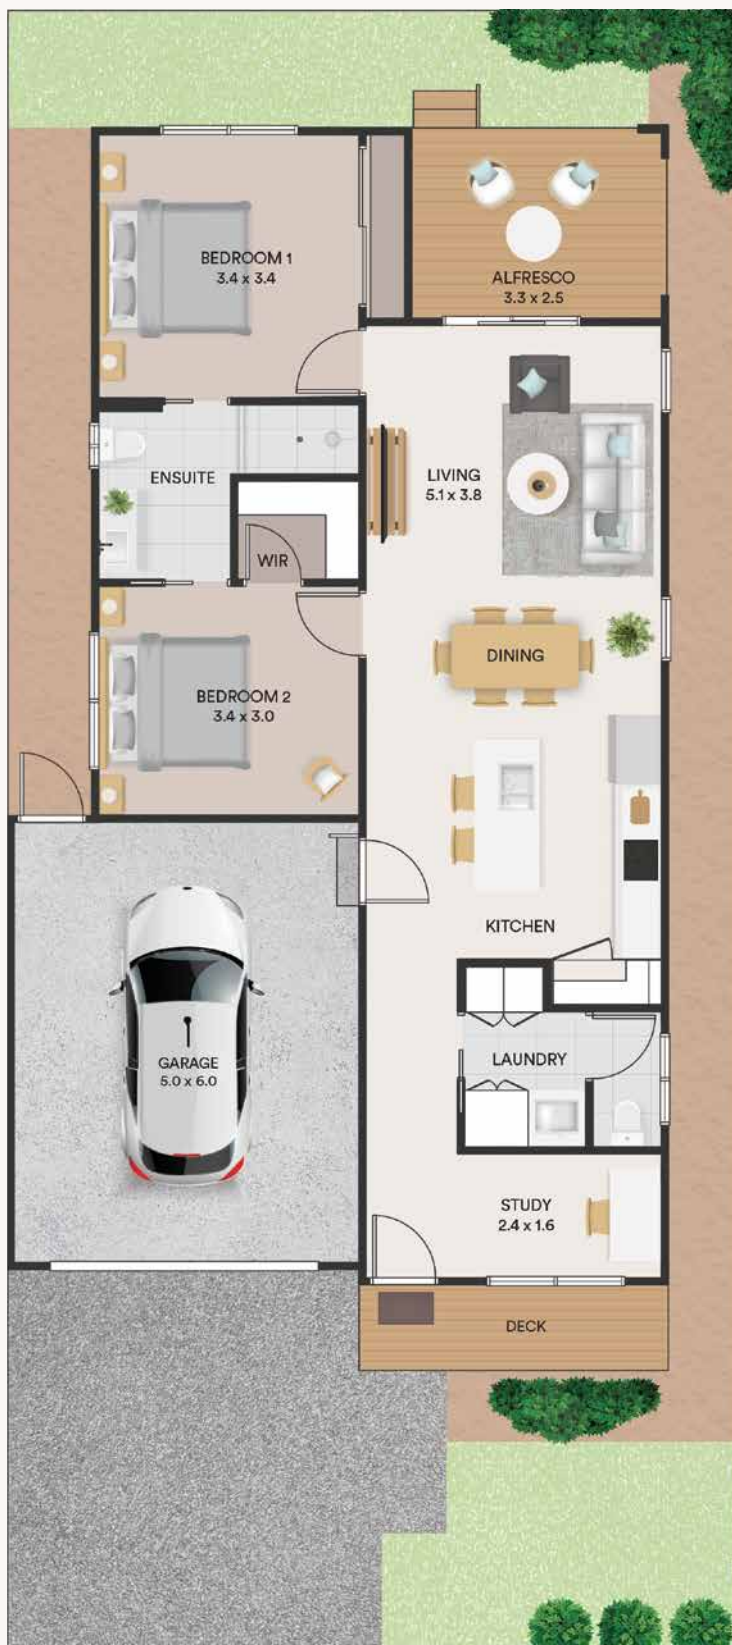 BEDROOM 1
3.4 x 3.4
ALFRESCO
3.3 x 2.5
ENSUITE
LIVING
5.1 x 3.8
WIR
DINING
BEDROOM 2
3.4 x 3.0
KITCHEN
GARAGE
5.0 x 6.0
LAUNDRY
STUDY
2.4 x 1.6
DECK